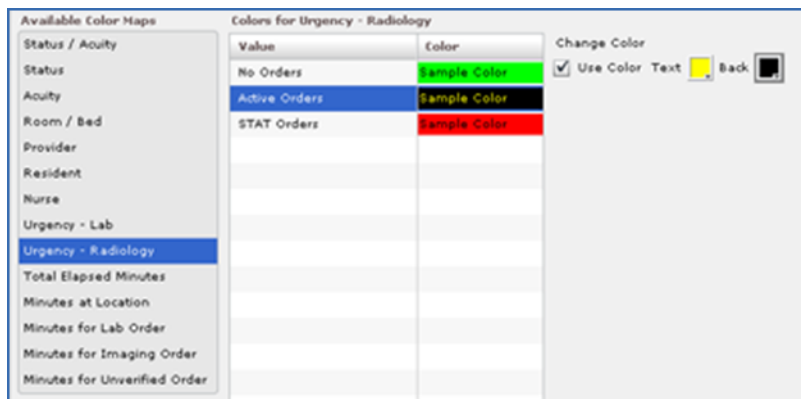 Available Color Maps
Status / Acuity
Status
Acuity
Room / Bed
Provider
Resident
Nurse
Urgency - Lab
Urgency - Radiology
Total Elapsed Minutes
Minutes at Location
Minutes for Lab Order
Minutes for Imaging Order
Minutes for Unverified Order
Colors for Urgency - Radiology
Value Color
No Orders Sample Color
Active Orders Sample Color
STAT Orders Sample Color
Change Color
Use Color Text Back